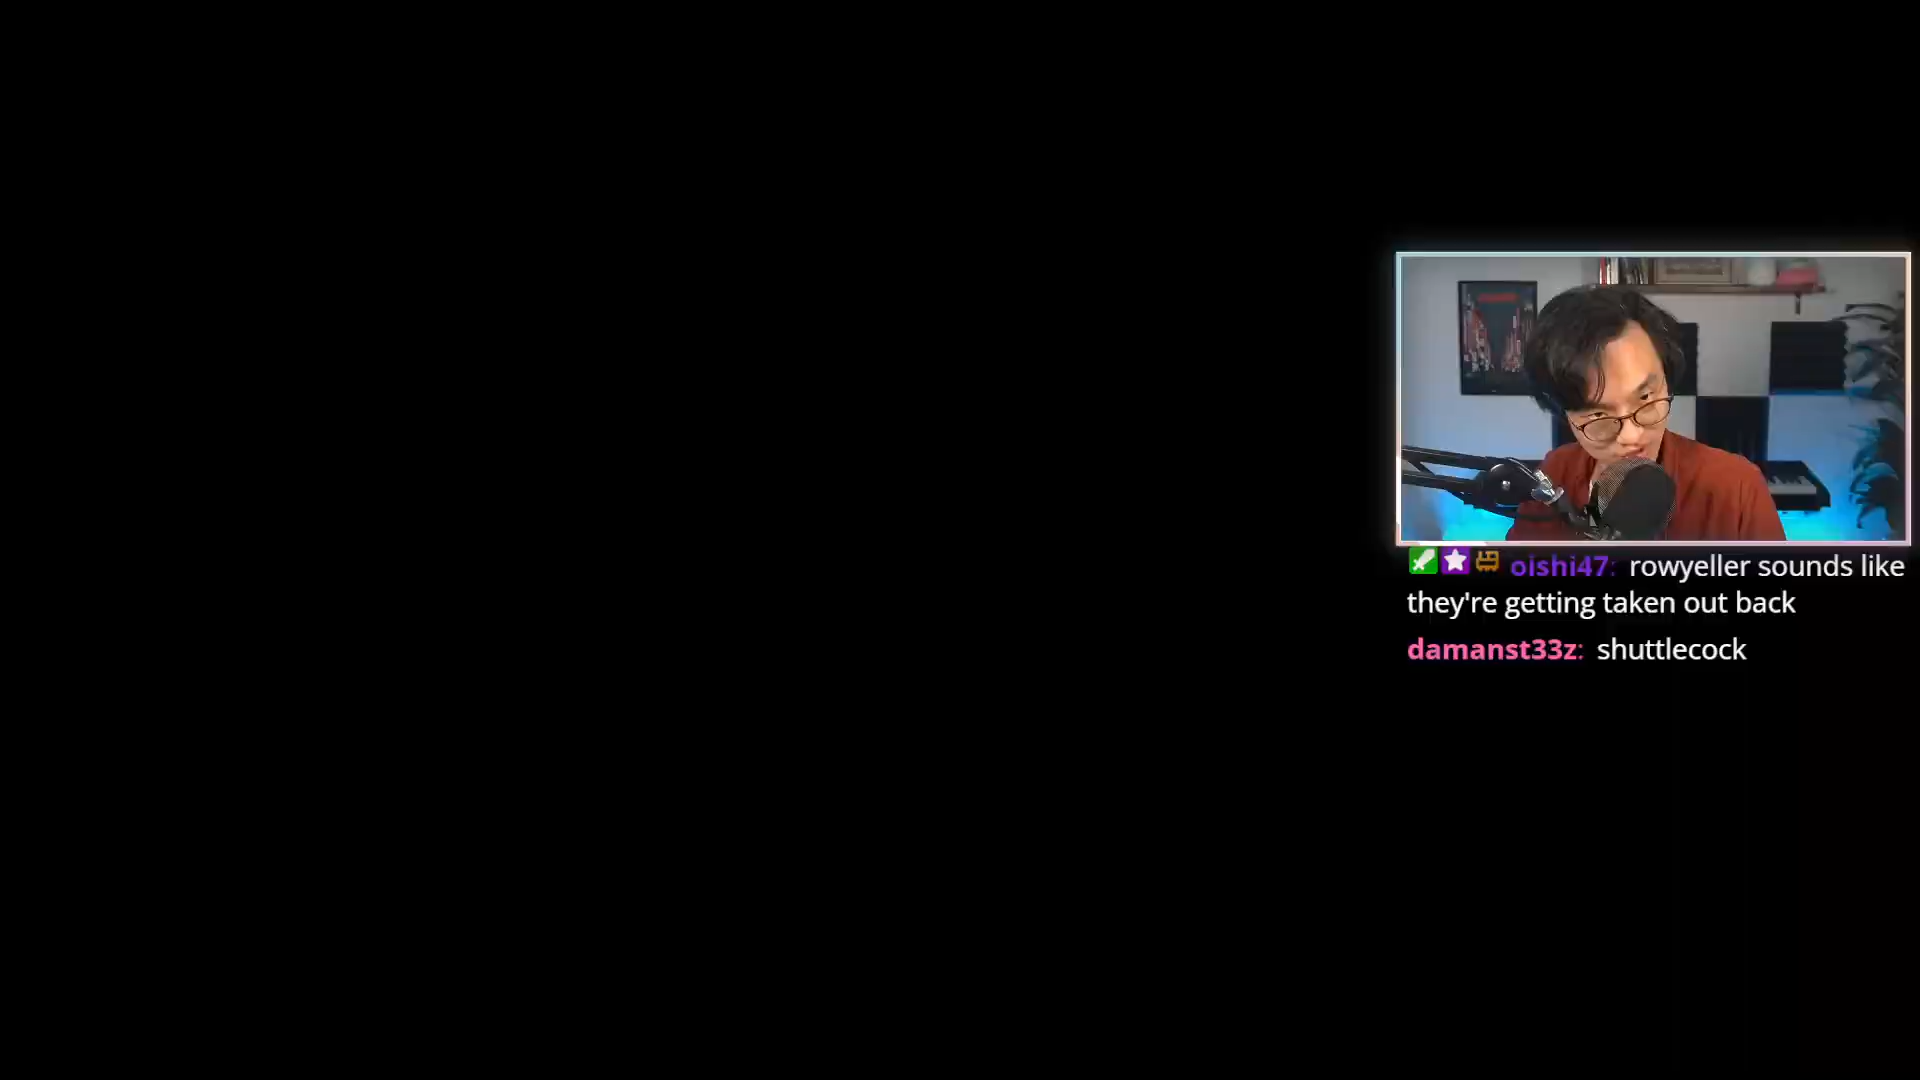 oishi47: rowyeller sounds like
they're getting taken out back
damanst33z: shuttlecock